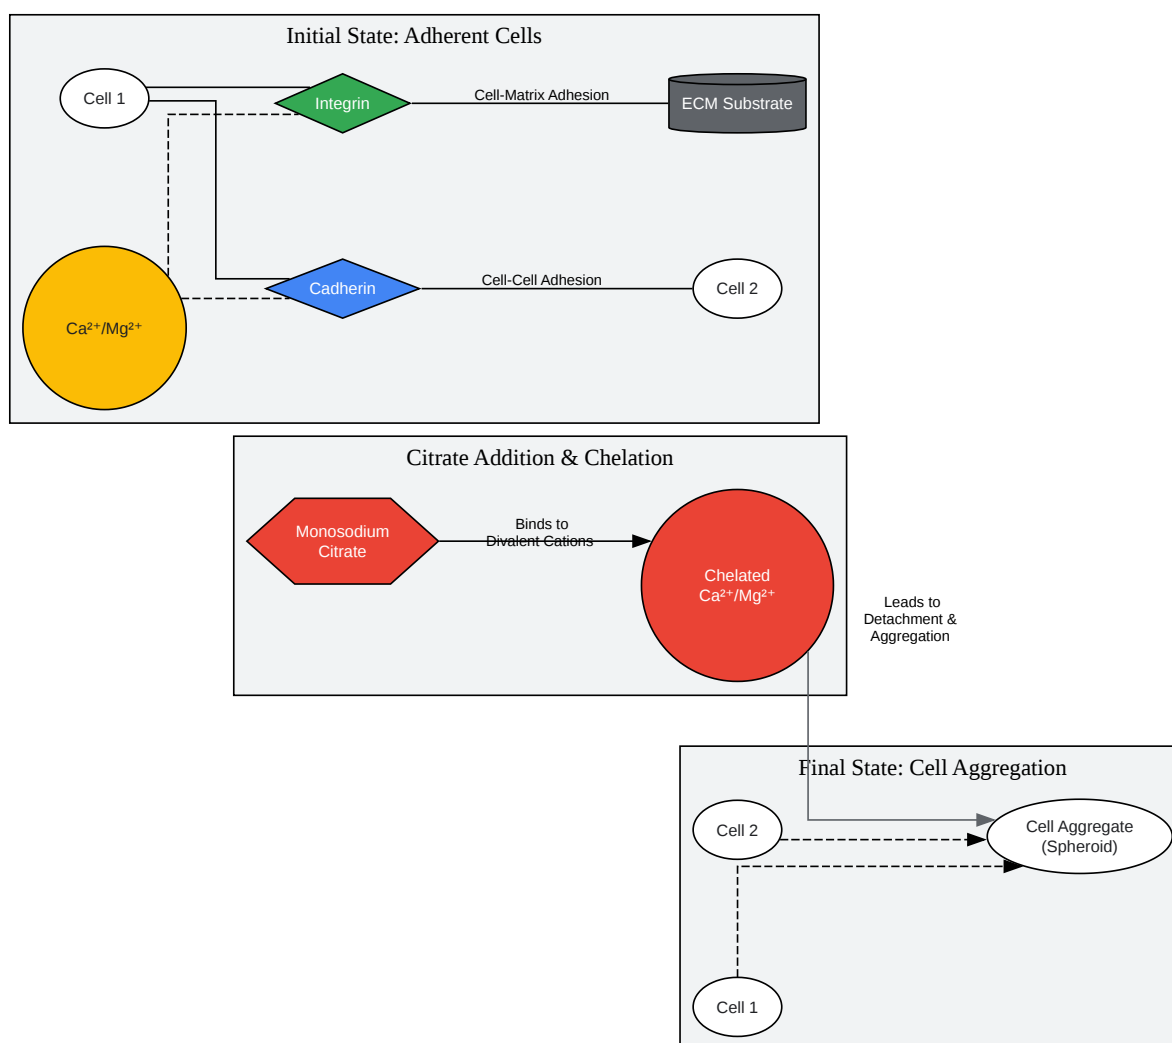 Initial State: Adherent Cells
Cell 1
Integrin
Cell-Matrix Adhesion
ECM Substrate
Ca²⁺/Mg²⁺
Cadherin
Cell-Cell Adhesion
Cell 2
Citrate Addition & Chelation
Monosodium
Citrate
Binds to
Divalent Cations
Chelated
Ca²⁺/Mg²⁺
Leads to
Detachment &
Aggregation
Final State: Cell Aggregation
Cell 2
Cell Aggregate
(Spheroid)
Cell 1